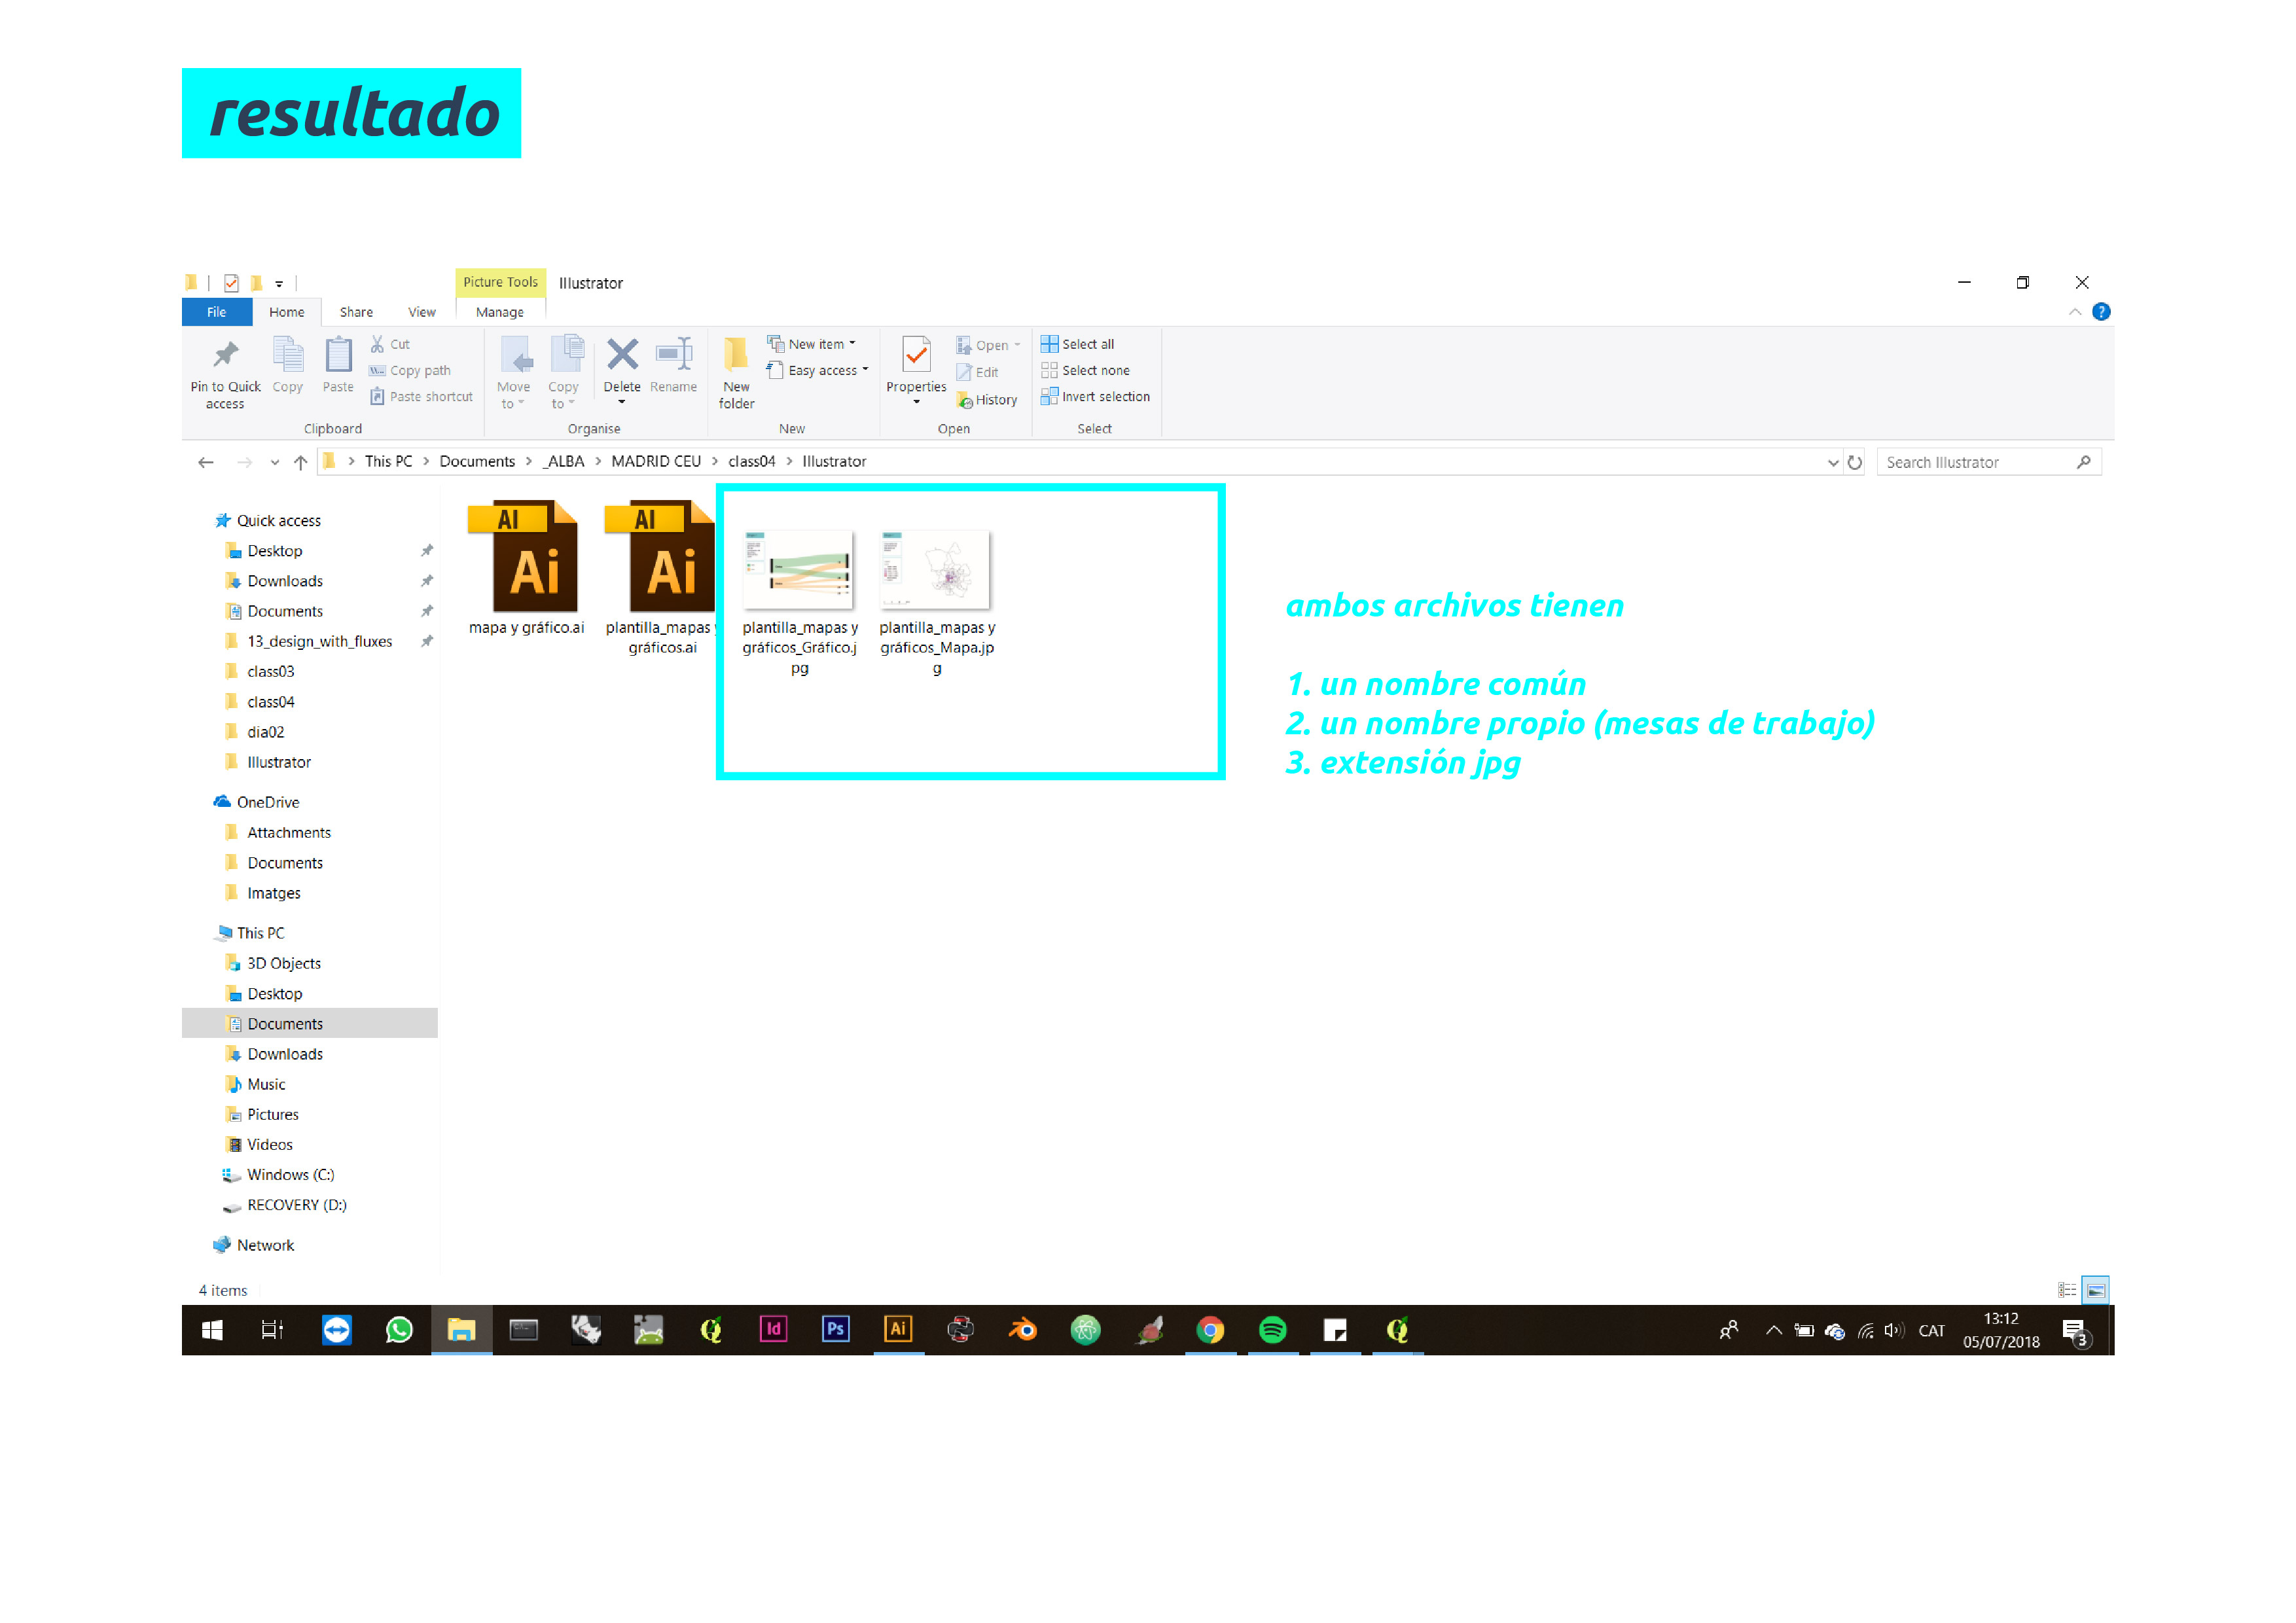 resultado
Picture Tools
Illustrator
File
Home
Share
View
Manage
Pin to Quick
access
Copy
Paste
Cut
Copy path
Paste shortcut
Clipboard
Move
to
Copy
to
Delete
Rename
Organise
New
folder
New item
Easy access
New
Properties
Open
Edit
History
Open
Select all
Select none
Invert selection
Select
This PC > Documents > _ALBA > MADRID CEU > class04 > Illustrator
Search Illustrator
Quick access
Desktop
Downloads
Documents
13_design_with_fluxes
class03
class04
dia02
Illustrator
OneDrive
Attachments
Documents
Imatges
This PC
3D Objects
Desktop
Documents
Downloads
Music
Pictures
Videos
Windows (C:)
RECOVERY (D:)
Network
AI
Ai
mapa y gráfico.ai
AI
Ai
plantilla_mapas y
gráficos.ai
plantilla_mapas y
gráficos_Gráfico.j
pg
plantilla_mapas y
gráficos_Mapa.jp
g
ambos archivos tienen
1. un nombre común
2. un nombre propio (mesas de trabajo)
3. extensión jpg
4 items
Id
Ps
Ai
CAT
13:12
05/07/2018
3